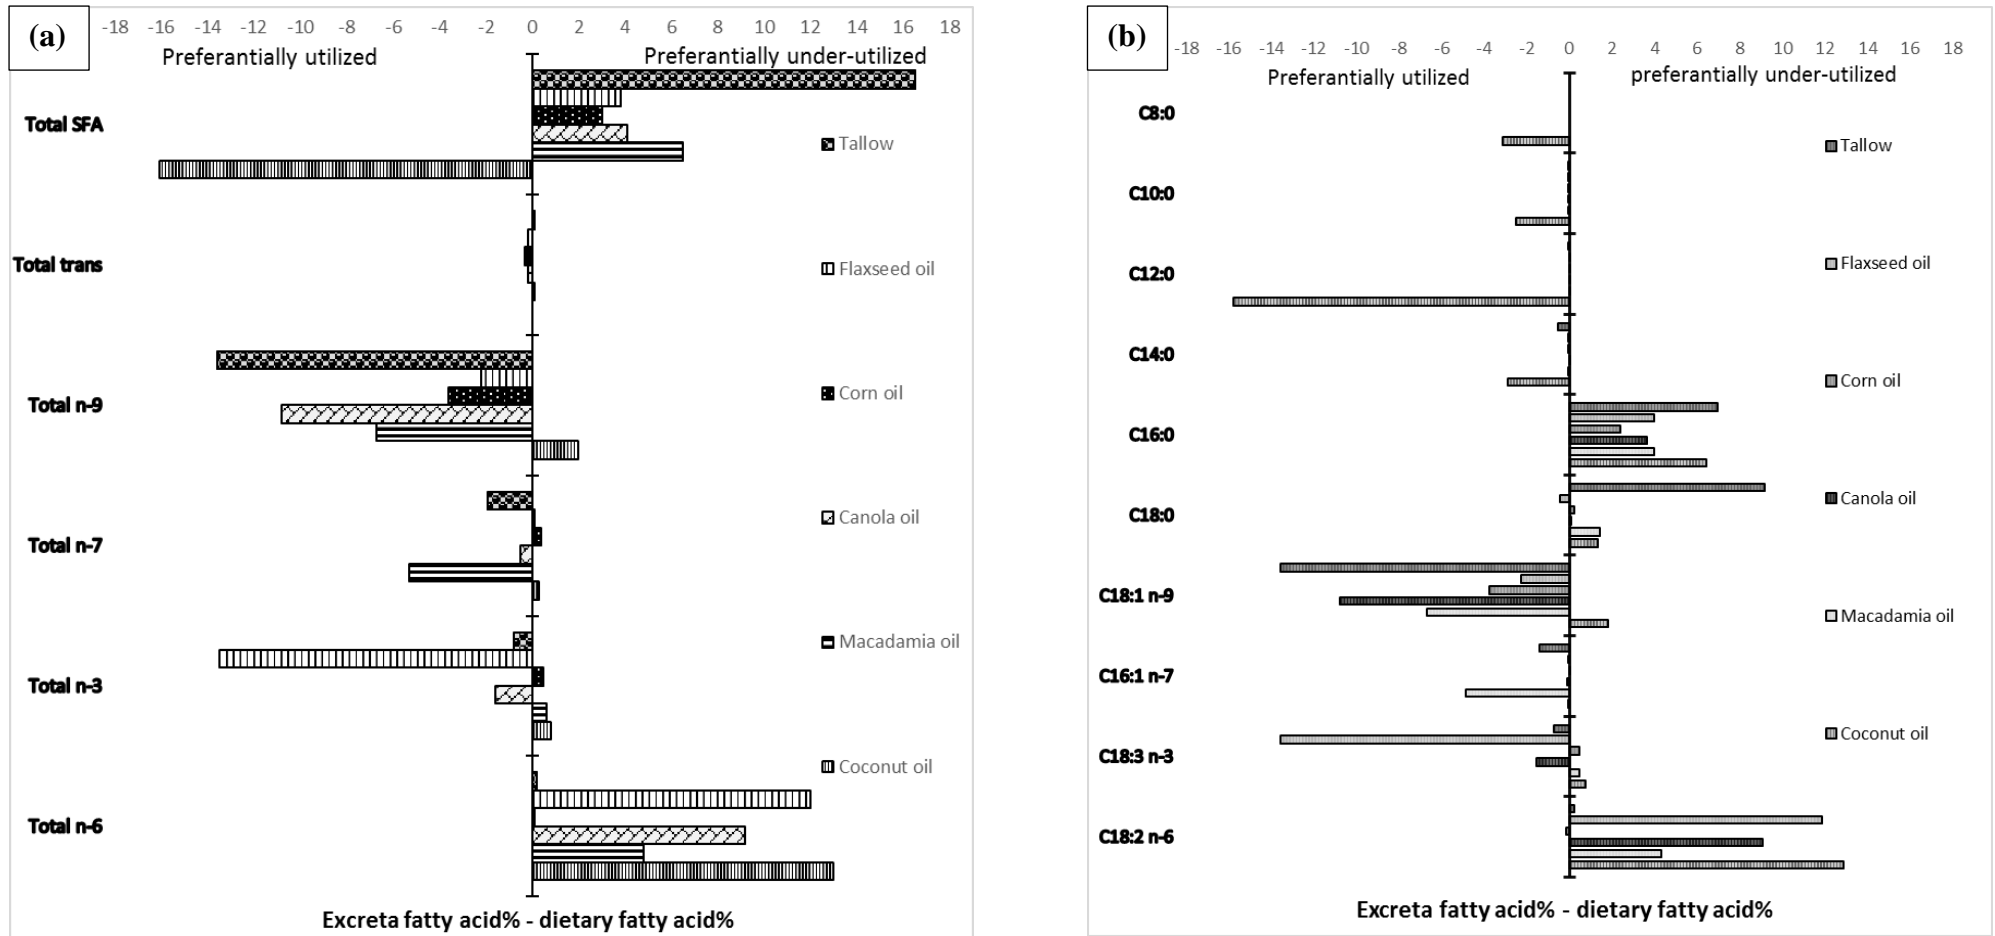 (a)
-18 -16 -14 -12 -10 -8 -6 -4 -2 0 2 4 6 8 10 12 14 16 18
Preferantially utilized
Preferantially under-utilized
Total SFA
Total trans
Total n-9
Total n-7
Total n-3
Total n-6
Tallow
Flaxseed oil
Corn oil
Canola oil
Macadamia oil
Coconut oil
Excreta fatty acid% - dietary fatty acid%
(b)
-18 -16 -14 -12 -10 -8 -6 -4 -2 0 2 4 6 8 10 12 14 16 18
Preferantially utilized
preferantially under-utilized
C8:0
C10:0
C12:0
C14:0
C16:0
C18:0
C18:1 n-9
C16:1 n-7
C18:3 n-3
C18:2 n-6
Tallow
Flaxseed oil
Corn oil
Canola oil
Macadamia oil
Coconut oil
Excreta fatty acid% - dietary fatty acid%